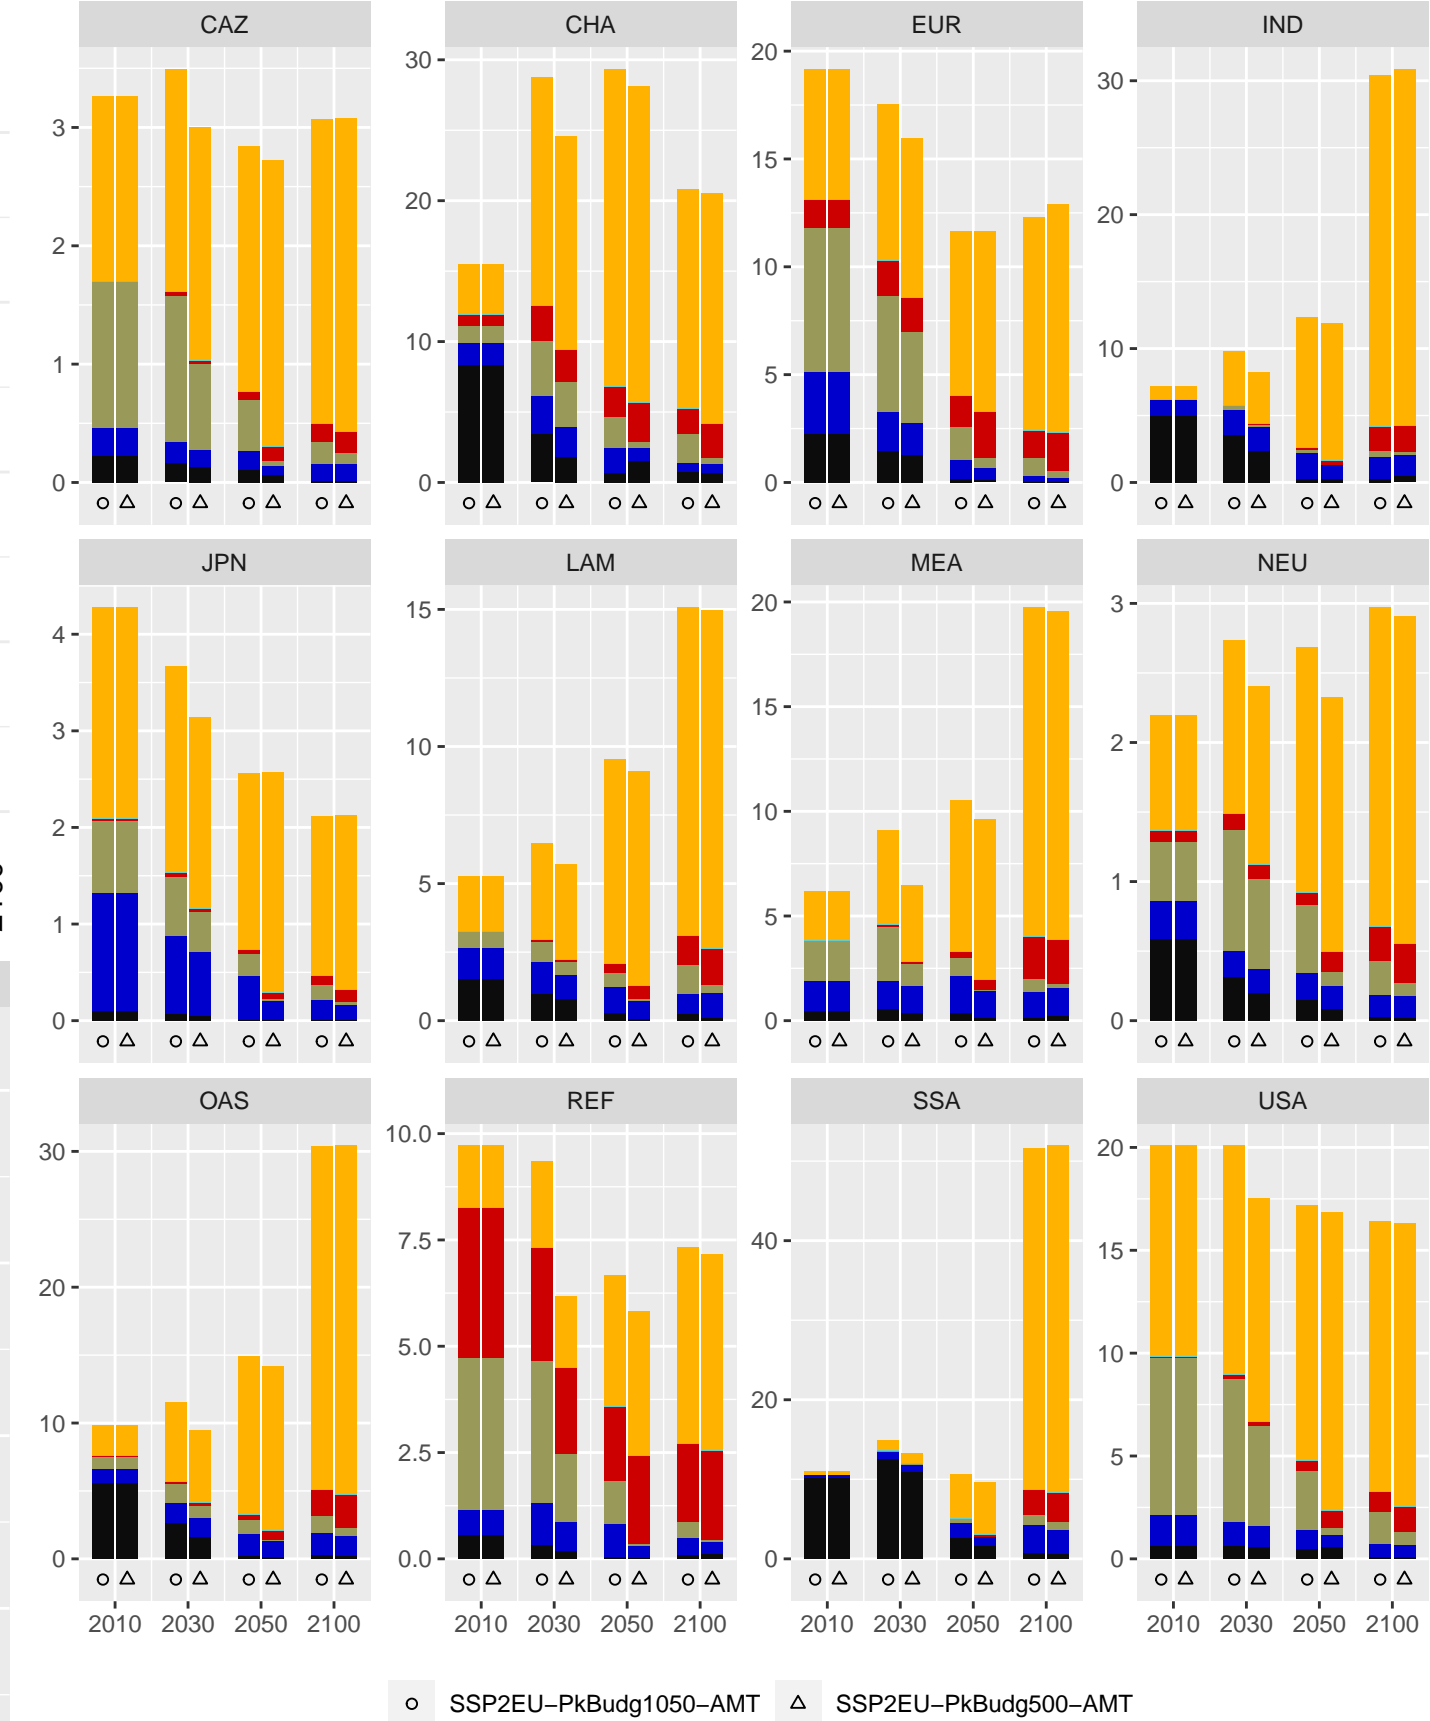 CAZ CHA EUR IND
30 20 30
3 15
20 20
2 10
10 10
1 5
0 0 0 0
JPN LAM MEA NEU
4 15 20 3
3 15
10 2
2 10
5 1
1 5
0 0 0 0
OAS REF SSA USA
30 10.0 20
7.5 40 15
20
5.0 10
10 20
2.5 5
0 0.0 0 0
2010 2030 2050 2100 2010 2030 2050 2100 2010 2030 2050 2100 2010 2030 2050 2100
SSP2EU−PkBudg1050−AMT SSP2EU−PkBudg500−AMT